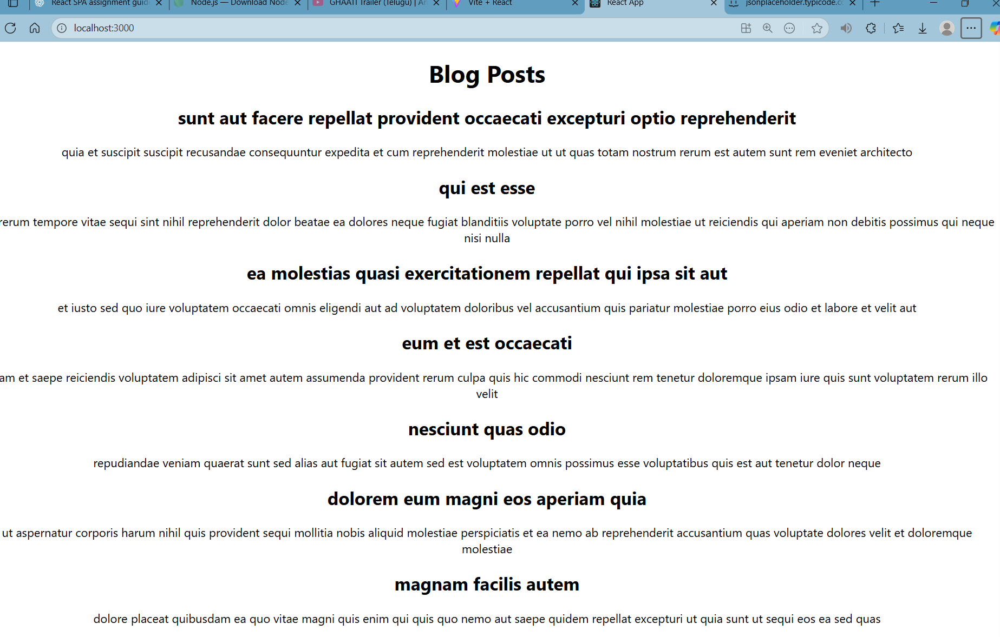 React SPA assignment guid
Node.js — Download Node
GHAATI Trailer (Telugu) | An
Vite + React
React App
jsonplaceholder.typicode.co
localhost:3000
Blog Posts
sunt aut facere repellat provident occaecati excepturi optio reprehenderit
quia et suscipit suscipit recusandae consequuntur expedita et cum reprehenderit molestiae ut ut quas totam nostrum rerum est autem sunt rem eveniet architecto
qui est esse
rerum tempore vitae sequi sint nihil reprehenderit dolor beatae ea dolores neque fugiat blanditiis voluptate porro vel nihil molestiae ut reiciendis qui aperiam non debitis possimus qui neque
nisi nulla
ea molestias quasi exercitationem repellat qui ipsa sit aut
et iusto sed quo iure voluptatem occaecati omnis eligendi aut ad voluptatem doloribus vel accusantium quis pariatur molestiae porro eius odio et labore et velit aut
eum et est occaecati
am et saepe reiciendis voluptatem adipisci sit amet autem assumenda provident rerum culpa quis hic commodi nesciunt rem tenetur doloremque ipsam iure quis sunt voluptatem rerum illo
velit
nesciunt quas odio
repudiandae veniam quaerat sunt sed alias aut fugiat sit autem sed est voluptatem omnis possimus esse voluptatibus quis est aut tenetur dolor neque
dolorem eum magni eos aperiam quia
ut aspernatur corporis harum nihil quis provident sequi mollitia nobis aliquid molestiae perspiciatis et ea nemo ab reprehenderit accusantium quas voluptate dolores velit et doloremque
molestiae
magnam facilis autem
dolore placeat quibusdam ea quo vitae magni quis enim qui quis quo nemo aut saepe quidem repellat excepturi ut quia sunt ut sequi eos ea sed quas